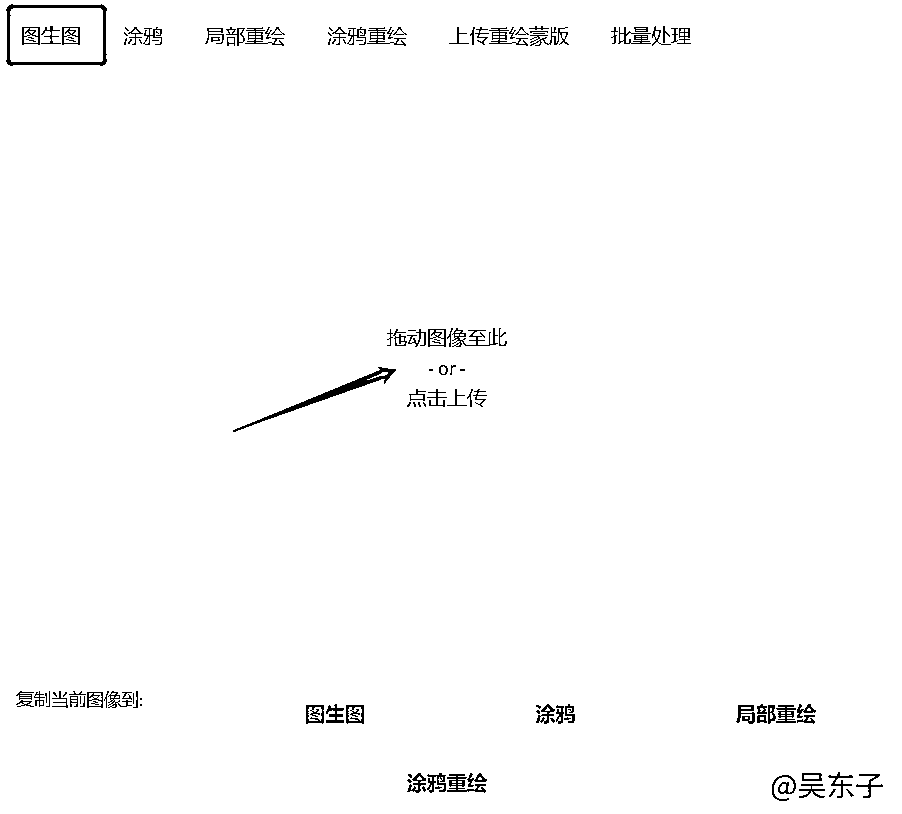 图生图 涂鸦 局部重绘 涂鸦重绘 上传重绘蒙版 批量处理
拖动图像至此
- or -
点击上传
复制当前图像到:
图生图 涂鸦 局部重绘
涂鸦重绘
@吴东子